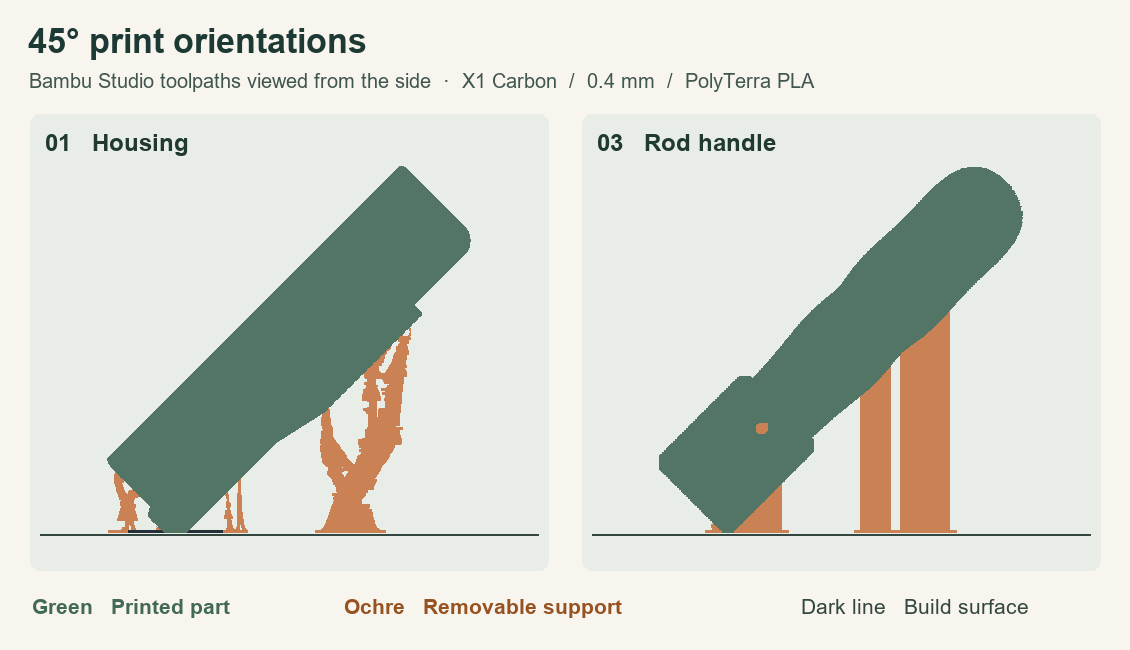 45° print orientations
Bambu Studio toolpaths viewed from the side · X1 Carbon / 0.4 mm / PolyTerra PLA
01 Housing
03 Rod handle
Green Printed part
Ochre Removable support
Dark line Build surface